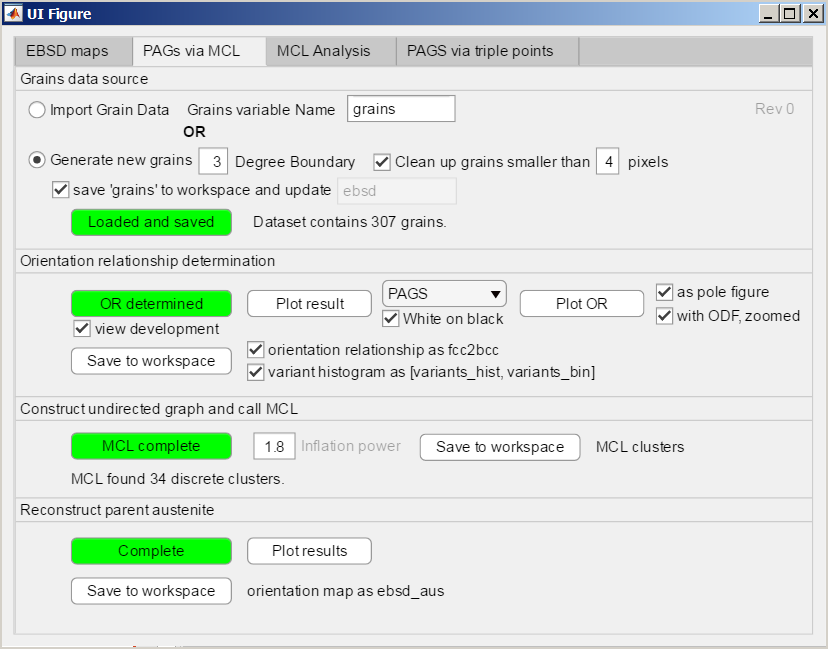 UI Figure
EBSD maps PAGs via MCL MCL Analysis PAGS via triple points
Grains data source
Import Grain Data Grains variable Name grains Rev 0
OR
Generate new grains 3 Degree Boundary Clean up grains smaller than 4 pixels
save 'grains' to workspace and update ebsd
Loaded and saved Dataset contains 307 grains.
Orientation relationship determination
OR determined Plot result PAGS Plot OR as pole figure
view development White on black with ODF, zoomed
Save to workspace orientation relationship as fcc2bcc
variant histogram as [variants_hist, variants_bin]
Construct undirected graph and call MCL
MCL complete 1.8 Inflation power Save to workspace MCL clusters
MCL found 34 discrete clusters.
Reconstruct parent austenite
Complete Plot results
Save to workspace orientation map as ebsd_aus